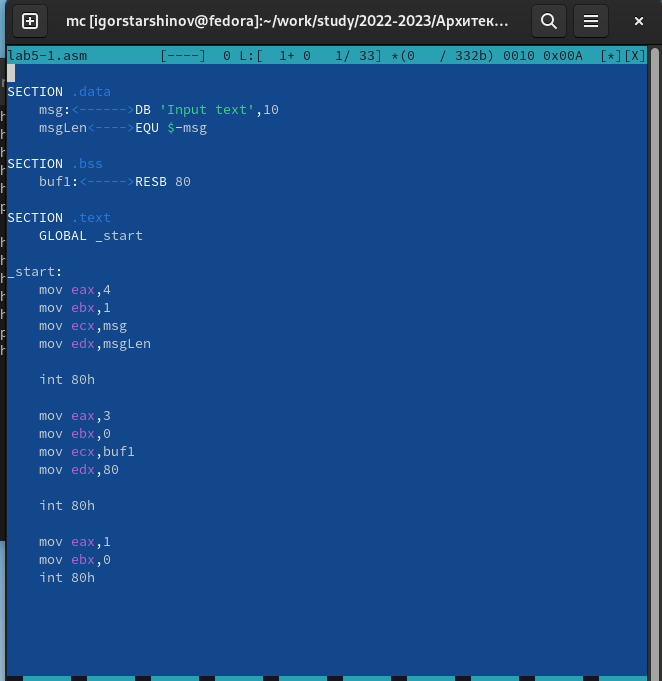 mc [igorstarshinov@fedora]:~/work/study/2022-2023/Архитек...
lab5-1.asm [----] 0 L:[ 1+ 0 1/ 33] *(0 / 332b) 0010 0x00A [*][X]
SECTION .data
msg:<------>DB 'Input text',10
msgLen<---->EQU $-msg
SECTION .bss
buf1:<----->RESB 80
SECTION .text
GLOBAL _start
_start:
mov eax,4
mov ebx,1
mov ecx,msg
mov edx,msgLen
int 80h
mov eax,3
mov ebx,0
mov ecx,buf1
mov edx,80
int 80h
mov eax,1
mov ebx,0
int 80h